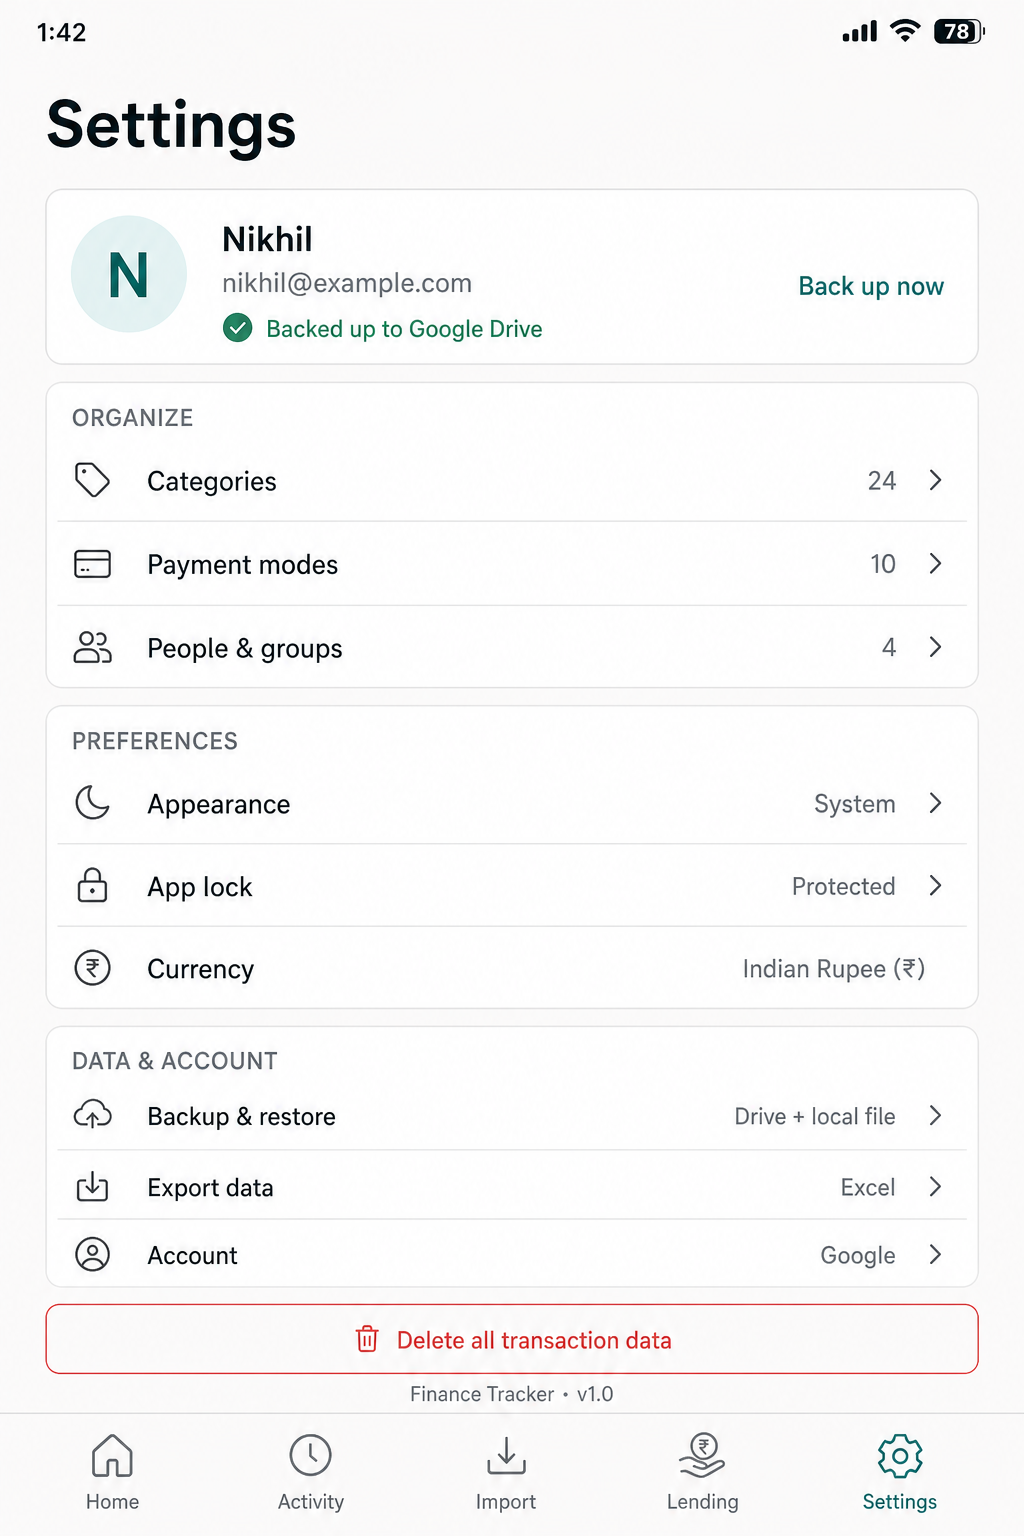 1:42
78
Settings
N
Nikhil
nikhil@example.com
Back up now
Backed up to Google Drive
ORGANIZE
Categories 24
Payment modes 10
People & groups 4
PREFERENCES
Appearance System
App lock Protected
₹ Currency Indian Rupee (₹)
DATA & ACCOUNT
Backup & restore Drive + local file
Export data Excel
Account Google
Delete all transaction data
Finance Tracker • v1.0
₹
Home Activity Import Lending Settings